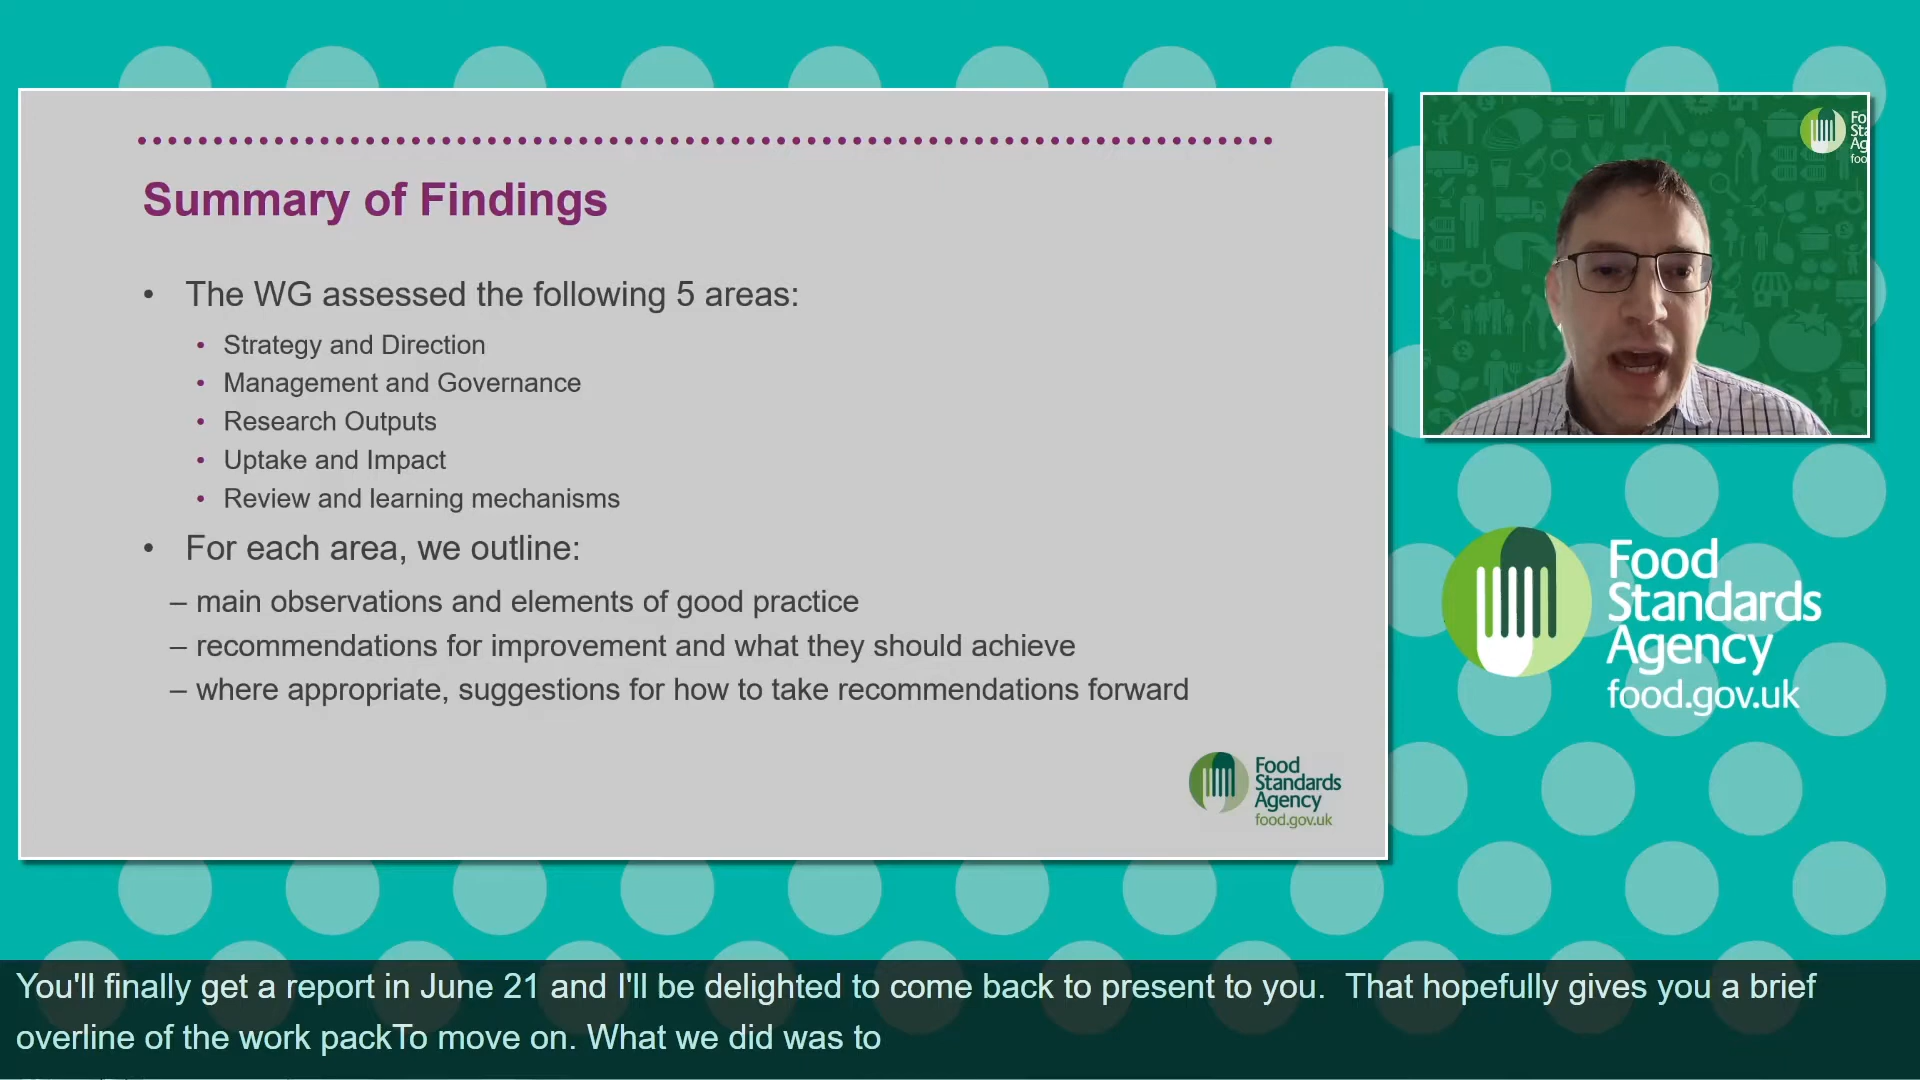 Summary of Findings
• The WG assessed the following 5 areas:
• Strategy and Direction
• Management and Governance
• Research Outputs
• Uptake and Impact
• Review and learning mechanisms
• For each area, we outline:
– main observations and elements of good practice
– recommendations for improvement and what they should achieve
– where appropriate, suggestions for how to take recommendations forward
Food
Standards
Agency
food.gov.uk
Fo
Sta
Ag
foo
Food
Standards
Agency
food.gov.uk
You'll finally get a report in June 21 and I'll be delighted to come back to present to you.  That hopefully gives you a brief
overline of the work packTo move on. What we did was to